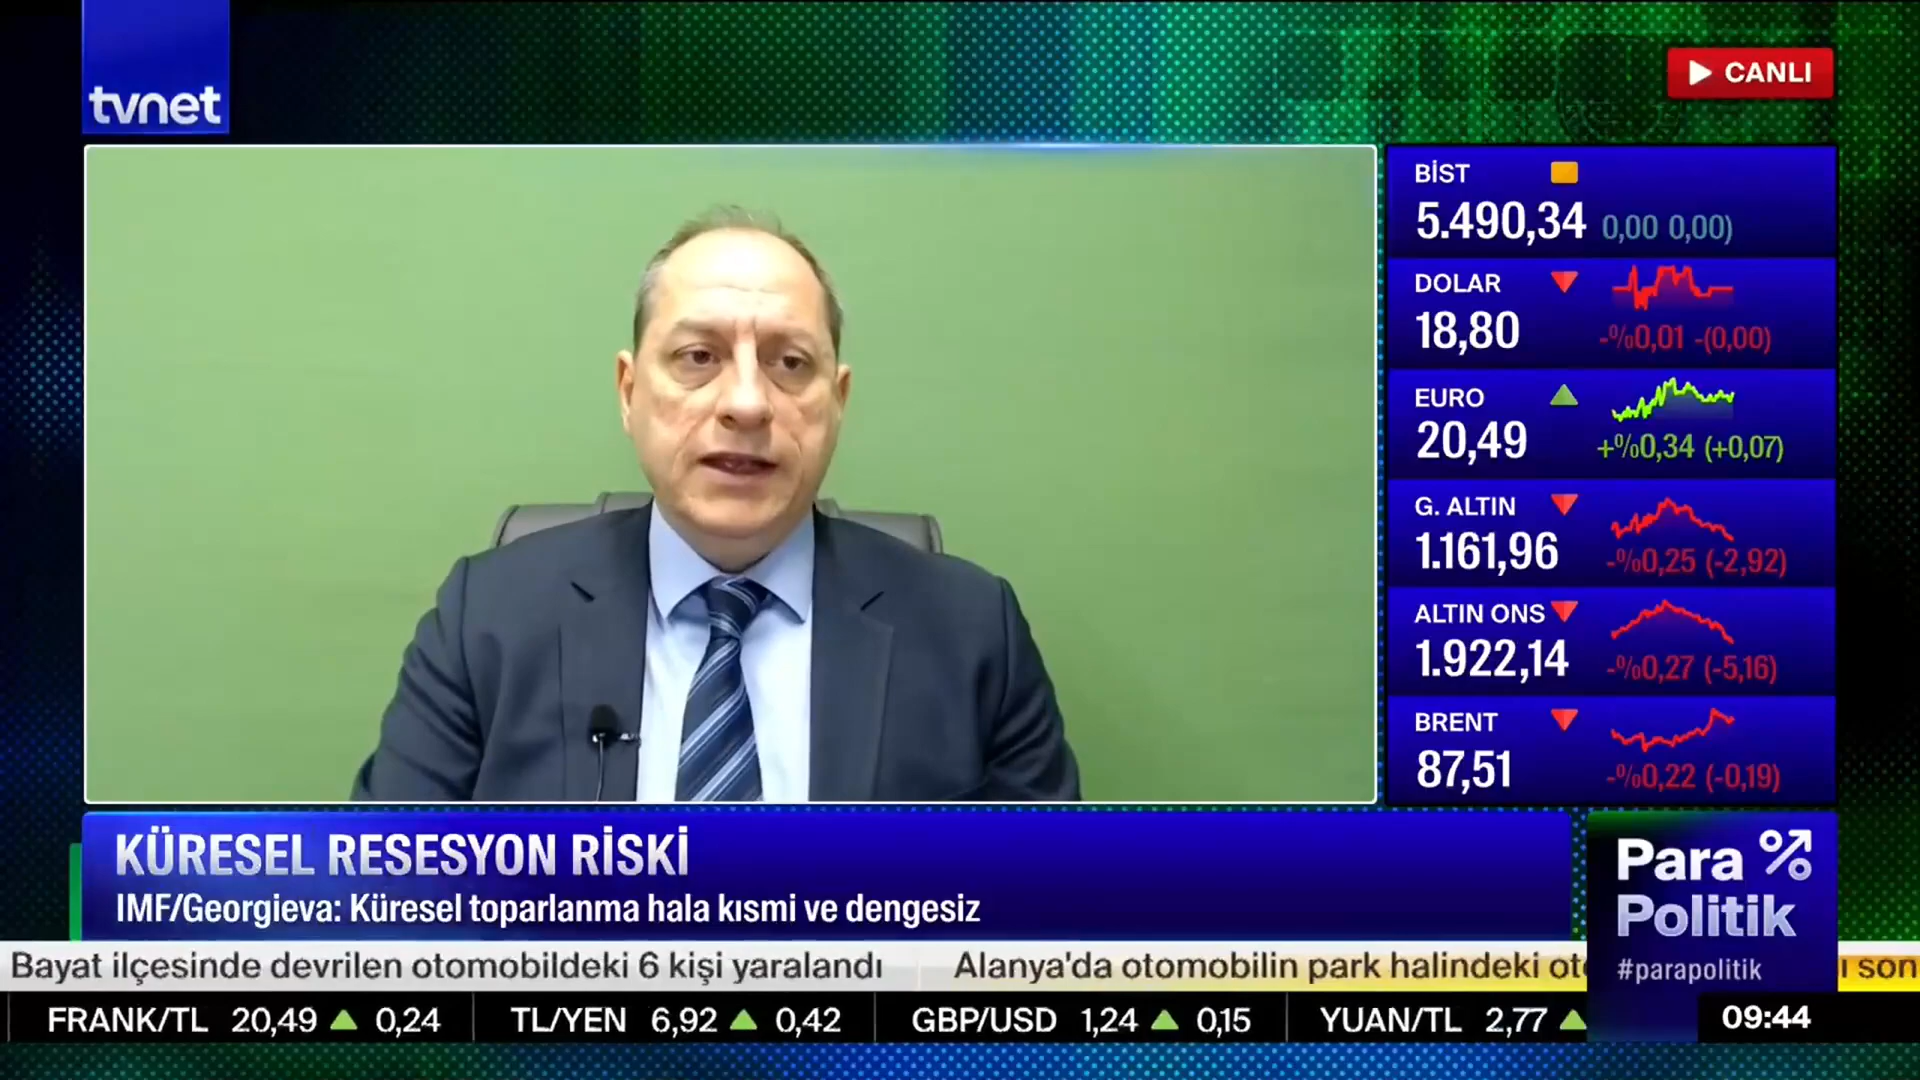 tvnet
CANLI
BİST
5.490,34 0,00 0,00)
DOLAR
18,80 -%0,01 -(0,00)
EURO
20,49 +%0,34 (+0,07)
G. ALTIN
1.161,96 -%0,25 (-2,92)
ALTIN ONS
1.922,14 -%0,27 (-5,16)
BRENT
87,51 -%0,22 (-0,19)
KÜRESEL RESESYON RİSKİ
IMF/Georgieva: Küresel toparlanma hala kısmi ve dengesiz
Para %
Politik
#parapolitik
Bayat ilçesinde devrilen otomobildeki 6 kişi yaralandı Alanya'da otomobilin park halindeki son
FRANK/TL 20,49 0,24 TL/YEN 6,92 0,42 GBP/USD 1,24 0,15 YUAN/TL 2,77
09:44